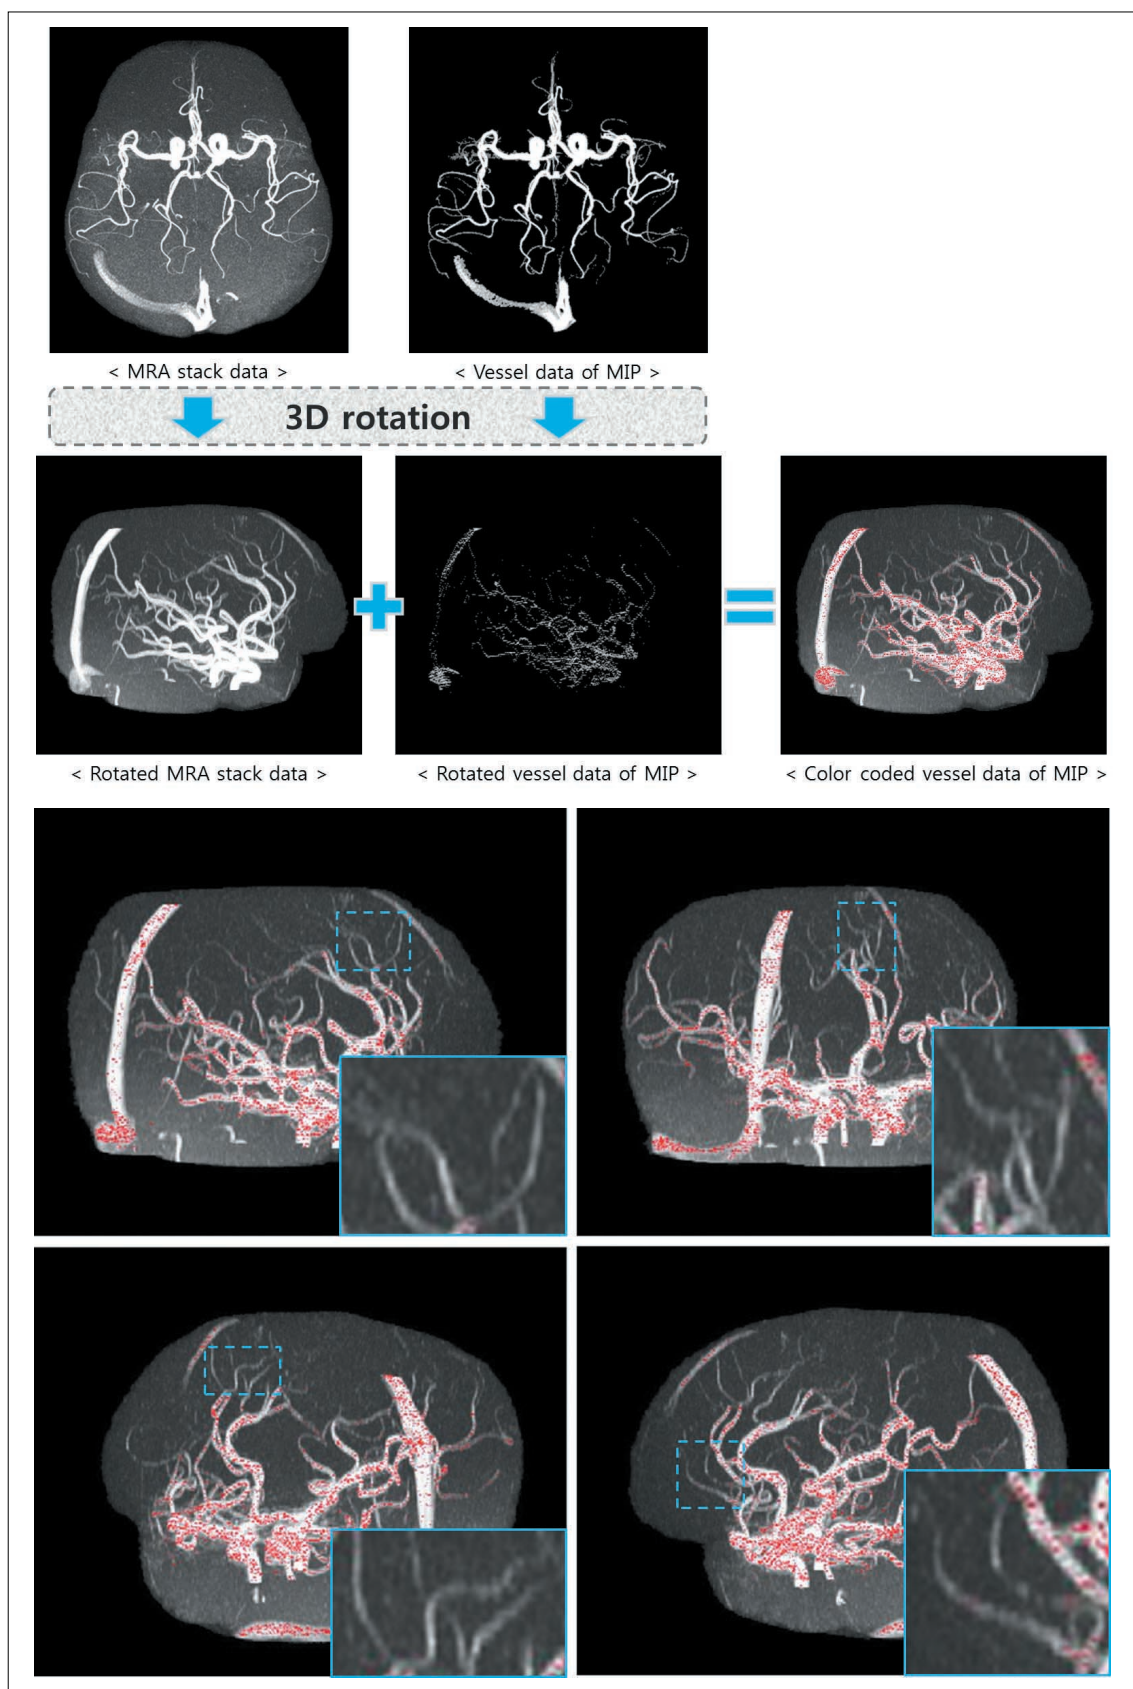 < MRA stack data >
< Vessel data of MIP >
3D rotation
< Rotated MRA stack data >
< Rotated vessel data of MIP >
< Color coded vessel data of MIP >